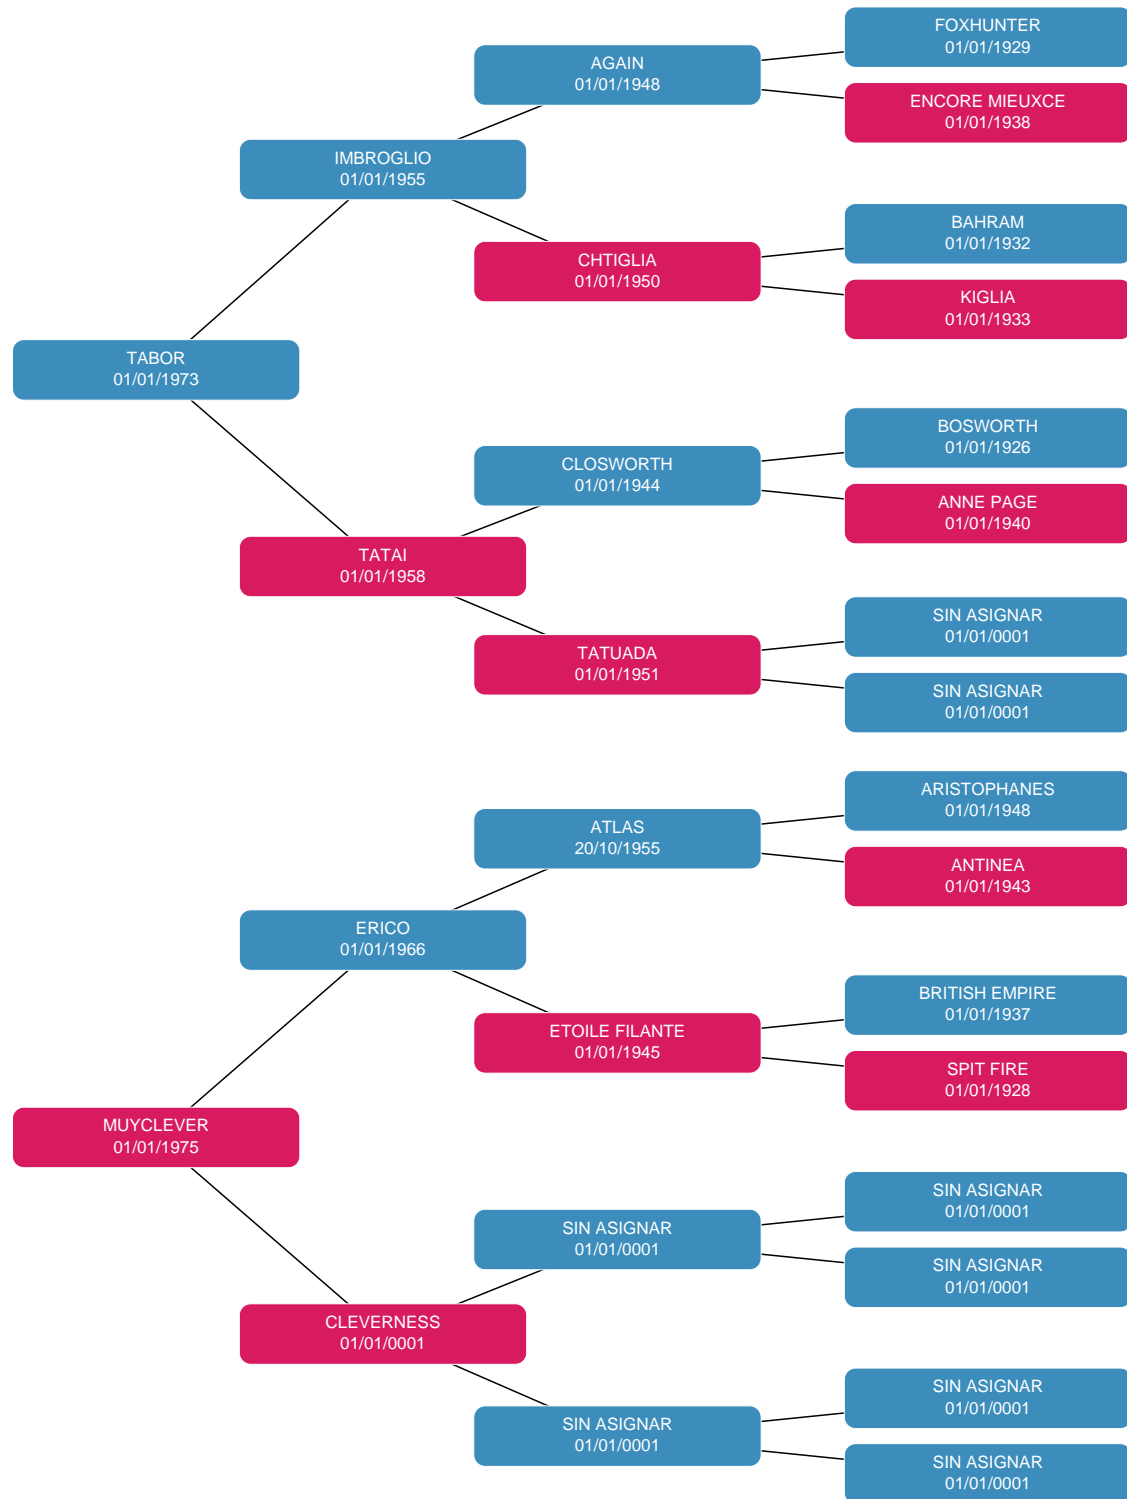 FOXHUNTER
01/01/1929
AGAIN
01/01/1948
ENCORE MIEUXCE
01/01/1938
IMBROGLIO
01/01/1955
BAHRAM
01/01/1932
CHTIGLIA
01/01/1950
KIGLIA
01/01/1933
TABOR
01/01/1973
BOSWORTH
01/01/1926
CLOSWORTH
01/01/1944
ANNE PAGE
01/01/1940
TATAI
01/01/1958
SIN ASIGNAR
01/01/0001
TATUADA
01/01/1951
SIN ASIGNAR
01/01/0001
ARISTOPHANES
01/01/1948
ATLAS
20/10/1955
ANTINEA
01/01/1943
ERICO
01/01/1966
BRITISH EMPIRE
01/01/1937
ETOILE FILANTE
01/01/1945
SPIT FIRE
01/01/1928
MUYCLEVER
01/01/1975
SIN ASIGNAR
01/01/0001
SIN ASIGNAR
01/01/0001
SIN ASIGNAR
01/01/0001
CLEVERNESS
01/01/0001
SIN ASIGNAR
01/01/0001
SIN ASIGNAR
01/01/0001
SIN ASIGNAR
01/01/0001